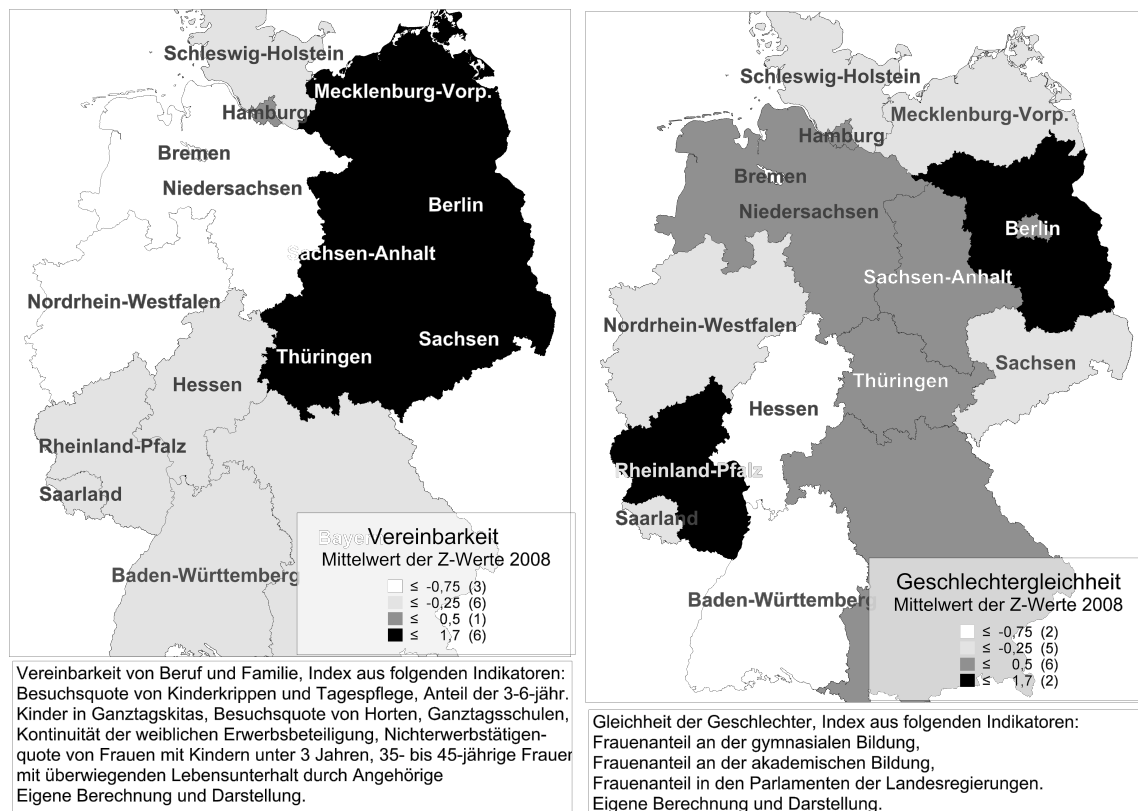 Schleswig-Holstein
Mecklenburg-Vorp.
Hamburg
Bremen
Niedersachsen
Berlin
Sachsen-Anhalt
Nordrhein-Westfalen
Sachsen
Thüringen
Hessen
Rheinland-Pfalz
Saarland
Baden-Württemberg
Vereinbarkeit
Mittelwert der Z-Werte 2008
≤ -0,75 (3)
≤ -0,25 (6)
≤ 0,5 (1)
≤ 1,7 (6)
Vereinbarkeit von Beruf und Familie, Index aus folgenden Indikatoren:
Besuchsquote von Kinderkrippen und Tagespflege, Anteil der 3-6-jähr.
Kinder in Ganztagskitas, Besuchsquote von Horten, Ganztagsschulen,
Kontinuität der weiblichen Erwerbsbeteiligung, Nichterwerbstätigen-
quote von Frauen mit Kindern unter 3 Jahren, 35- bis 45-jährige Frauen
mit überwiegenden Lebensunterhalt durch Angehörige
Eigene Berechnung und Darstellung.
Schleswig-Holstein
Mecklenburg-Vorp.
Hamburg
Bremen
Niedersachsen
Berlin
Sachsen-Anhalt
Nordrhein-Westfalen
Sachsen
Thüringen
Hessen
Rheinland-Pfalz
Saarland
Baden-Württemberg
Geschlechtergleichheit
Mittelwert der Z-Werte 2008
≤ -0,75 (2)
≤ -0,25 (5)
≤ 0,5 (6)
≤ 1,7 (2)
Gleichheit der Geschlechter, Index aus folgenden Indikatoren:
Frauenanteil an der gymnasialen Bildung,
Frauenanteil an der akademischen Bildung,
Frauenanteil in den Parlamenten der Landesregierungen.
Eigene Berechnung und Darstellung.